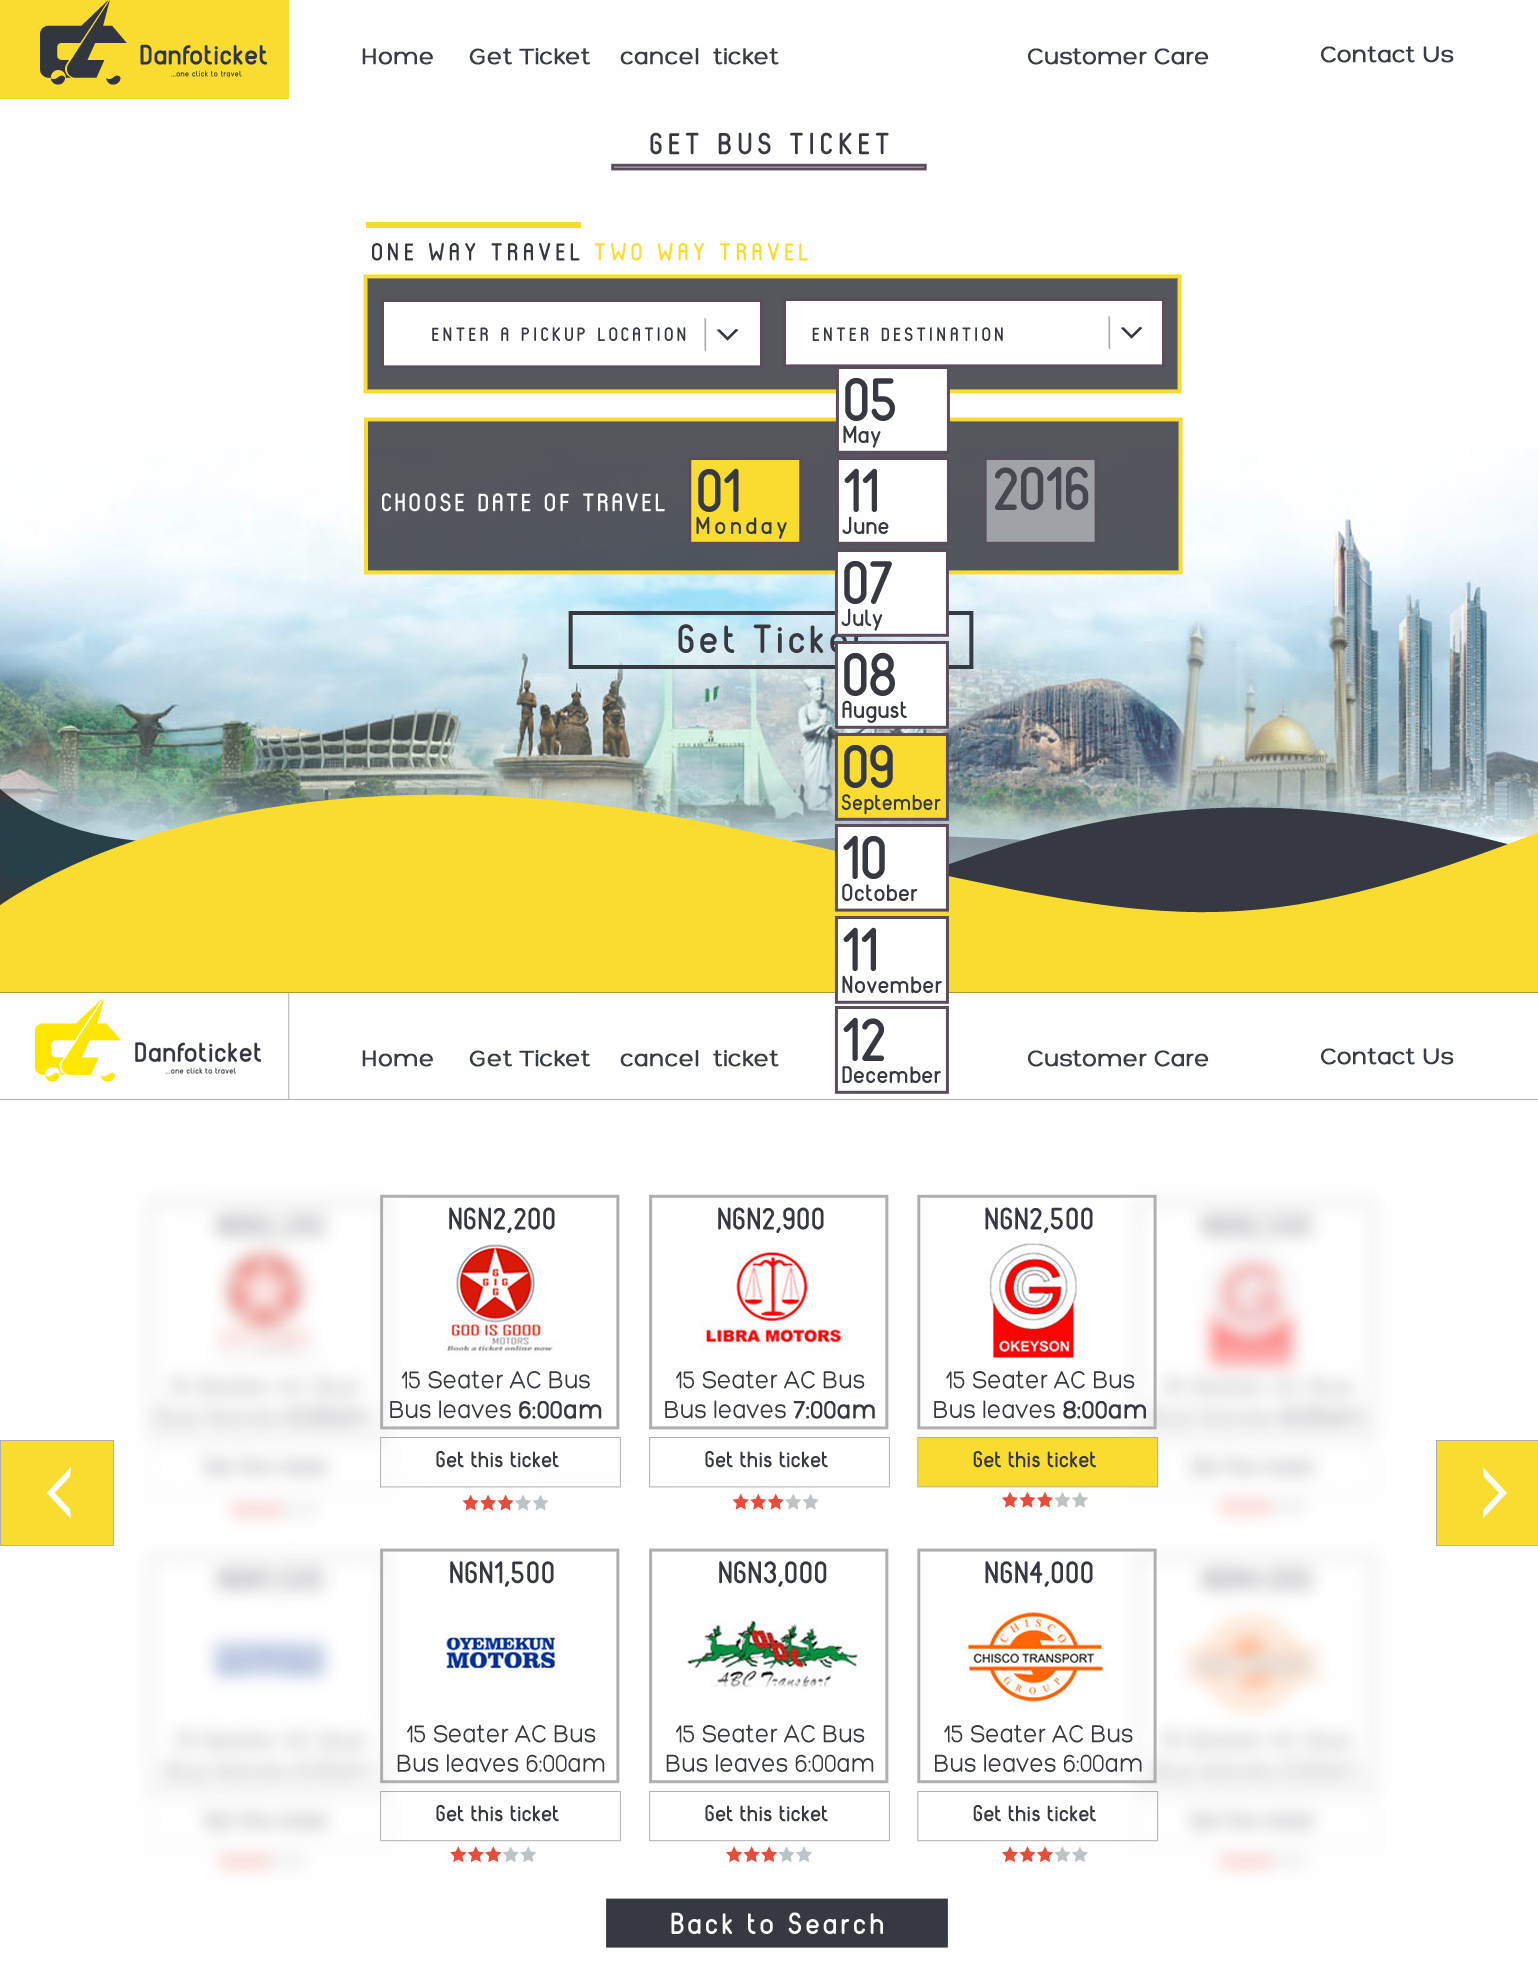 Danfoticket
...one click to travel
Home Get Ticket cancel ticket Customer Care Contact Us
GET BUS TICKET
ONE WAY TRAVEL TWO WAY TRAVEL
ENTER A PICKUP LOCATION
ENTER DESTINATION
CHOOSE DATE OF TRAVEL
01
Monday
05
May
11
June
07
July
08
August
09
September
10
October
11
November
12
December
2016
Get Ticket
Danfoticket
...one click to travel
Home Get Ticket cancel ticket Customer Care Contact Us
NGN2,200
G
GIG
G
GOD IS GOOD
MOTORS
Book a ticket online now
15 Seater AC Bus
Bus leaves 6:00am
Get this ticket
NGN2,900
LIBRA MOTORS
15 Seater AC Bus
Bus leaves 7:00am
Get this ticket
NGN2,500
G
OKEYSON
15 Seater AC Bus
Bus leaves 8:00am
Get this ticket
NGN1,500
OYEMEKUN
MOTORS
15 Seater AC Bus
Bus leaves 6:00am
Get this ticket
NGN3,000
abc
ABC Transport
15 Seater AC Bus
Bus leaves 6:00am
Get this ticket
NGN4,000
CHISCO
CHISCO TRANSPORT
GROUP
15 Seater AC Bus
Bus leaves 6:00am
Get this ticket
Back to Search